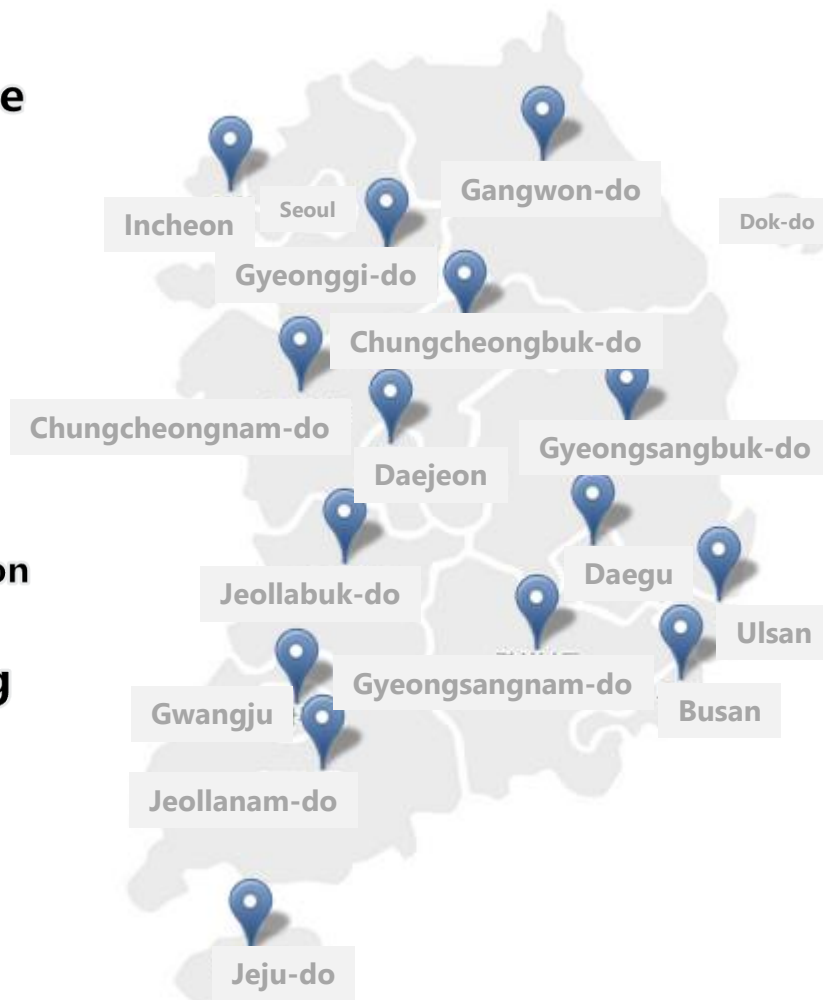 e
Gangwon-do
Incheon
Seoul
Dok-do
Gyeonggi-do
Chungcheongbuk-do
Chungcheongnam-do
Gyeongsangbuk-do
Daejeon
on
Daegu
Jeollabuk-do
Ulsan
g
Gyeongsangnam-do
Gwangju
Busan
Jeollanam-do
Jeju-do